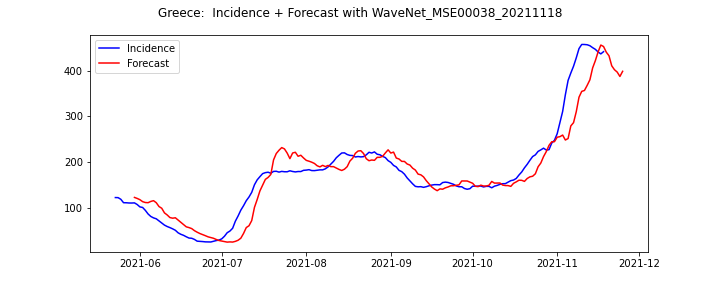 Greece:  Incidence + Forecast with WaveNet_MSE00038_20211118
Incidence
Forecast
400
300
200
100
2021-06 2021-07 2021-08 2021-09 2021-10 2021-11 2021-12